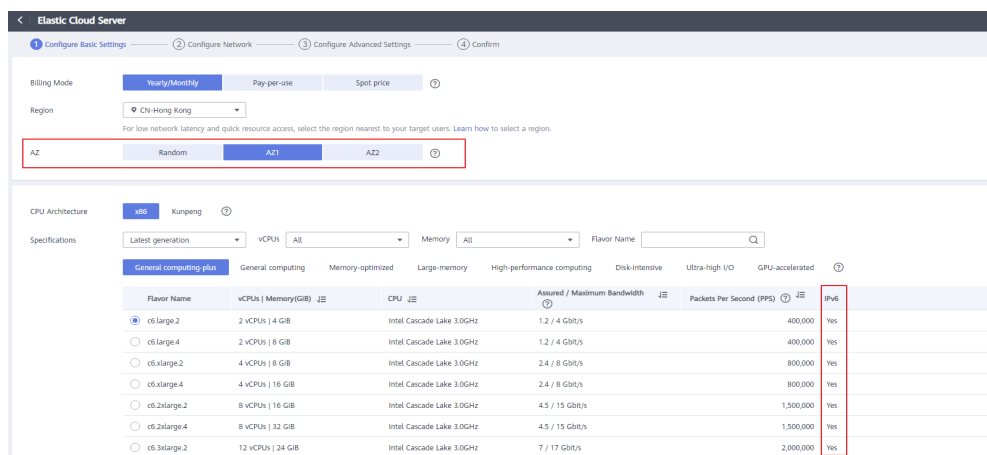 Elastic Cloud Server
1 Configure Basic Settings 2 Configure Network 3 Configure Advanced Settings 4 Confirm
Billing Mode Yearly/Monthly Pay-per-use Spot price ?
Region CN-Hong Kong
For low network latency and quick resource access, select the region nearest to your target users. Learn how to select a region.
AZ Random AZ1 AZ2 ?
CPU Architecture x86 Kunpeng ?
Specifications Latest generation vCPUs All Memory All Flavor Name
General computing-plus General computing Memory-optimized Large-memory High-performance computing Disk-intensive Ultra-high I/O GPU-accelerated ?
Flavor Name vCPUs | Memory(GiB) CPU Assured / Maximum Bandwidth ? Packets Per Second (PPS) ? IPv6
c6.large.2 2 vCPUs | 4 GiB Intel Cascade Lake 3.0GHz 1.2 / 4 Gbit/s 400,000 Yes
c6.large.4 2 vCPUs | 8 GiB Intel Cascade Lake 3.0GHz 1.2 / 4 Gbit/s 400,000 Yes
c6.xlarge.2 4 vCPUs | 8 GiB Intel Cascade Lake 3.0GHz 2.4 / 8 Gbit/s 800,000 Yes
c6.xlarge.4 4 vCPUs | 16 GiB Intel Cascade Lake 3.0GHz 2.4 / 8 Gbit/s 800,000 Yes
c6.2xlarge.2 8 vCPUs | 16 GiB Intel Cascade Lake 3.0GHz 4.5 / 15 Gbit/s 1,500,000 Yes
c6.2xlarge.4 8 vCPUs | 32 GiB Intel Cascade Lake 3.0GHz 4.5 / 15 Gbit/s 1,500,000 Yes
c6.3xlarge.2 12 vCPUs | 24 GiB Intel Cascade Lake 3.0GHz 7 / 17 Gbit/s 2,000,000 Yes